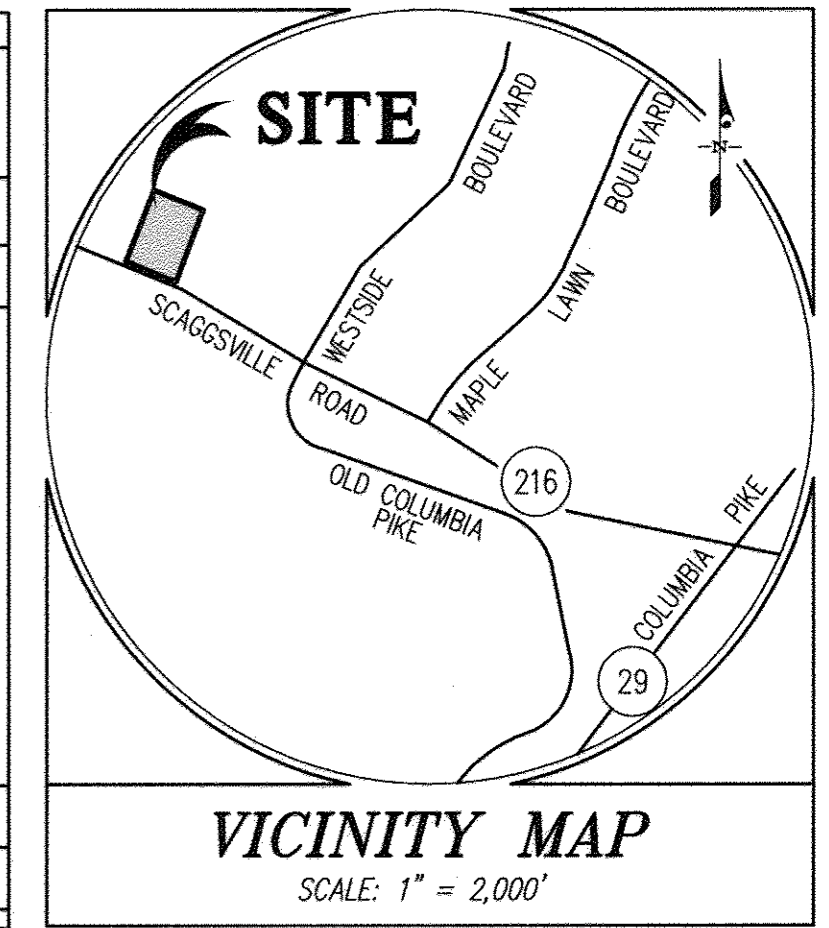 SITE
BOULEVARD
BOULEVARD
N
WESTSIDE
LAWN
SCAGGSVILLE
ROAD
MAPLE
216
OLD COLUMBIA
PIKE
PIKE
COLUMBIA
29
VICINITY MAP
SCALE: 1" = 2,000'